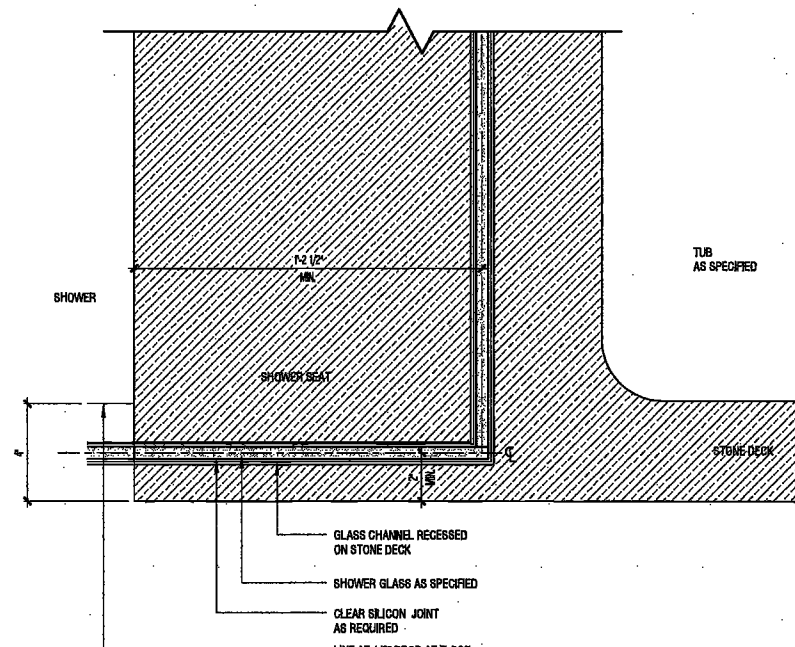 1'-2 1/2"
MIN.
TUB
AS SPECIFIED
SHOWER
SHOWER SEAT
4"
STONE DECK
2"
MIN.
GLASS CHANNEL RECESSED
ON STONE DECK
SHOWER GLASS AS SPECIFIED
CLEAR SILICON JOINT
AS REQUIRED